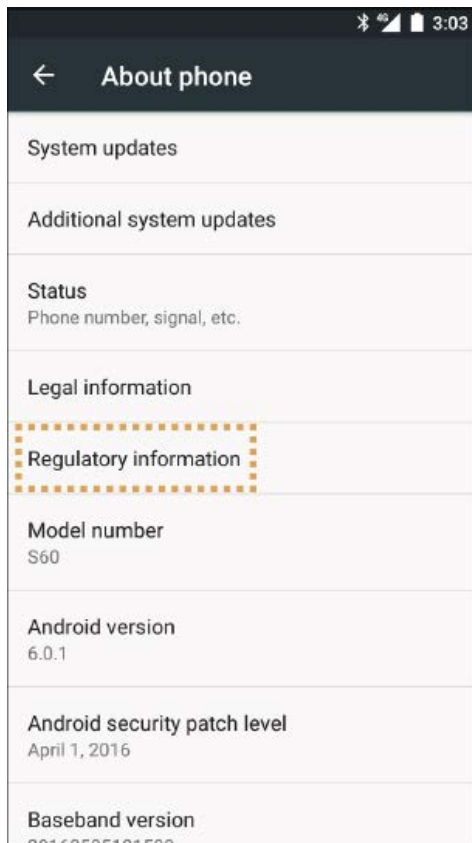 4G 3:03
About phone
System updates
Additional system updates
Status
Phone number, signal, etc.
Legal information
Regulatory information
Model number
S60
Android version
6.0.1
Android security patch level
April 1, 2016
Baseband version